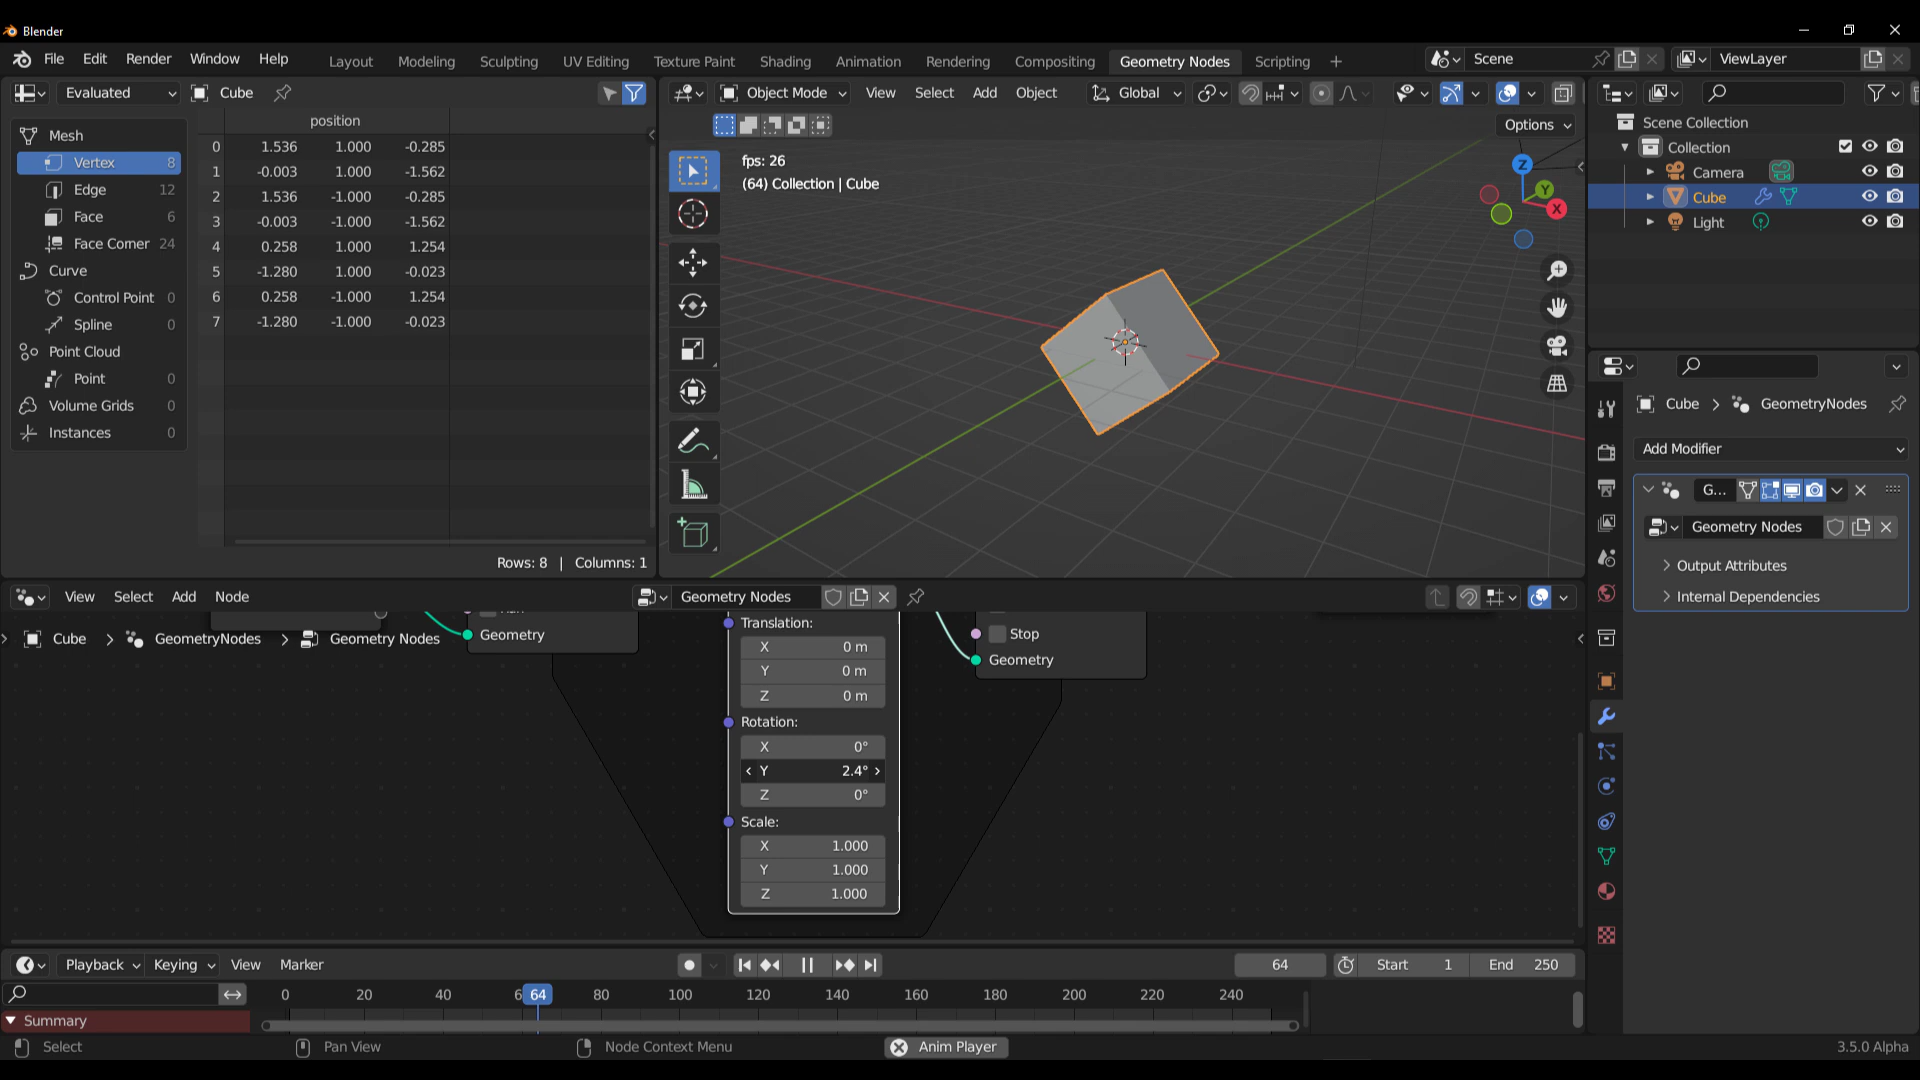 Blender
File Edit Render Window Help Layout Modeling Sculpting UV Editing Texture Paint Shading Animation Rendering Compositing Geometry Nodes Scripting + Scene ViewLayer
Evaluated Cube
position
Mesh
Vertex 8
Edge 12
Face 6
Face Corner 24
Curve
Control Point 0
Spline 0
Point Cloud
Point 0
Volume Grids 0
Instances 0
0 1.536 1.000 -0.285
1 -0.003 1.000 -1.562
2 1.536 -1.000 -0.285
3 -0.003 -1.000 -1.562
4 0.258 1.000 1.254
5 -1.280 1.000 -0.023
6 0.258 -1.000 1.254
7 -1.280 -1.000 -0.023
Rows: 8 | Columns: 1
Object Mode View Select Add Object Global
Options
fps: 26
(64) Collection | Cube
Z
Y
X
Scene Collection
Collection
Camera
Cube
Light
Cube > GeometryNodes
Add Modifier
G...
Geometry Nodes
Output Attributes
Internal Dependencies
View Select Add Node Geometry Nodes
Cube > GeometryNodes > Geometry Nodes
Geometry
Translation:
X 0 m
Y 0 m
Z 0 m
Rotation:
X 0°
Y 2.4°
Z 0°
Scale:
X 1.000
Y 1.000
Z 1.000
Stop
Geometry
Playback Keying View Marker 64 Start 1 End 250
0 20 40 6 64 80 100 120 140 160 180 200 220 240
Summary
Select Pan View Node Context Menu Anim Player 3.5.0 Alpha